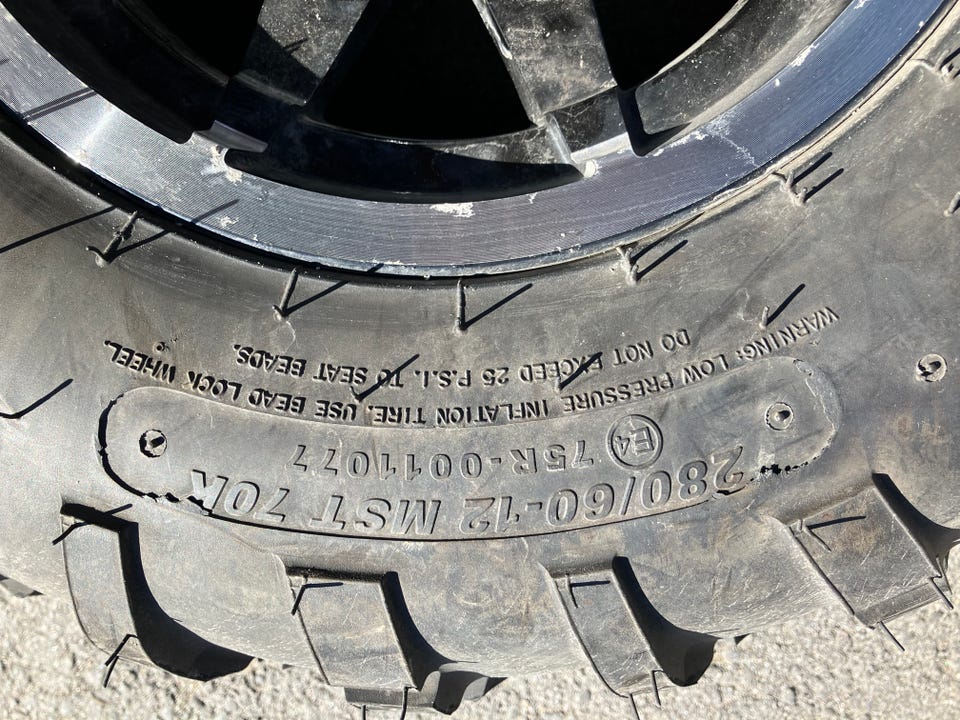 280/60-12 MST 70K
E4 75R-0011077
WARNING: LOW PRESSURE INFLATION TIRE. USE BEAD LOCK WHEEL.
DO NOT EXCEED 25 P.S.I. TO SEAT BEADS.